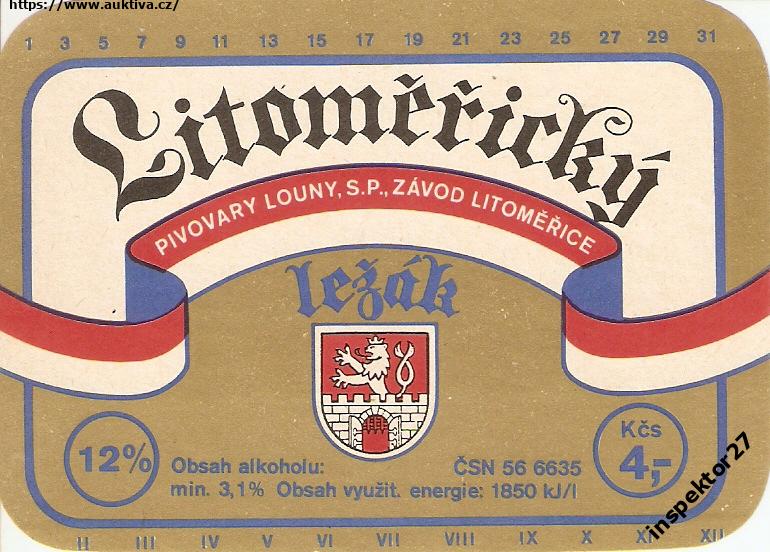 https://www.auktiva.cz/
1 3 5 7 9 11 13 15 17 19 21 23 25 27 29 31
Litoměřický
PIVOVARY LOUNY, S.P., ZÁVOD LITOMĚŘICE
ležák
12%
Kčs
4,-
Obsah alkoholu: ČSN 56 6635
min. 3,1% Obsah využit. energie: 1850 kJ/l
II III IV V VI VII VIII IX X XI XII
inspektor27